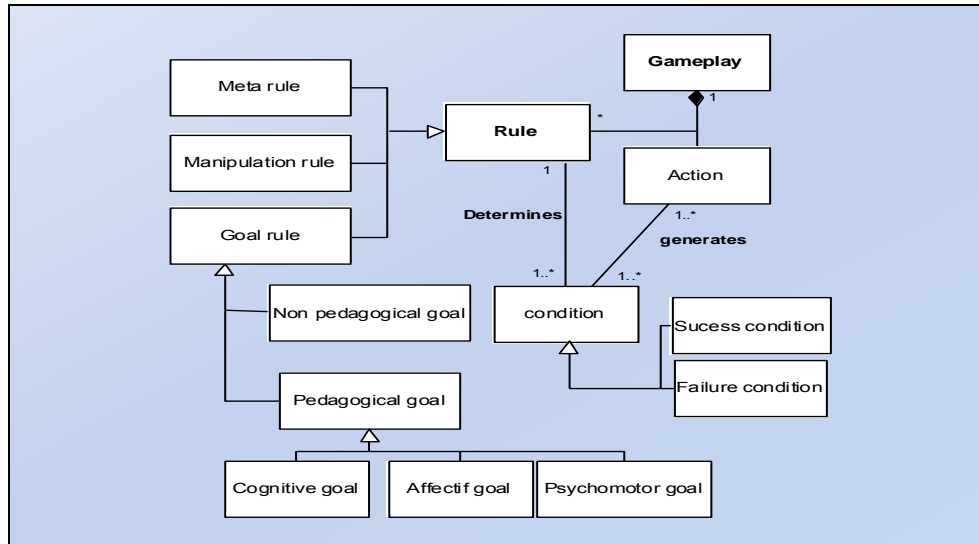 Gameplay
1
Meta rule
Rule
*
Manipulation rule
Action
1
Determines
1..*
generates
Goal rule
1..*
1..*
Non pedagogical goal
condition
Sucess condition
Failure condition
Pedagogical goal
Cognitive goal
Affectif goal
Psychomotor goal